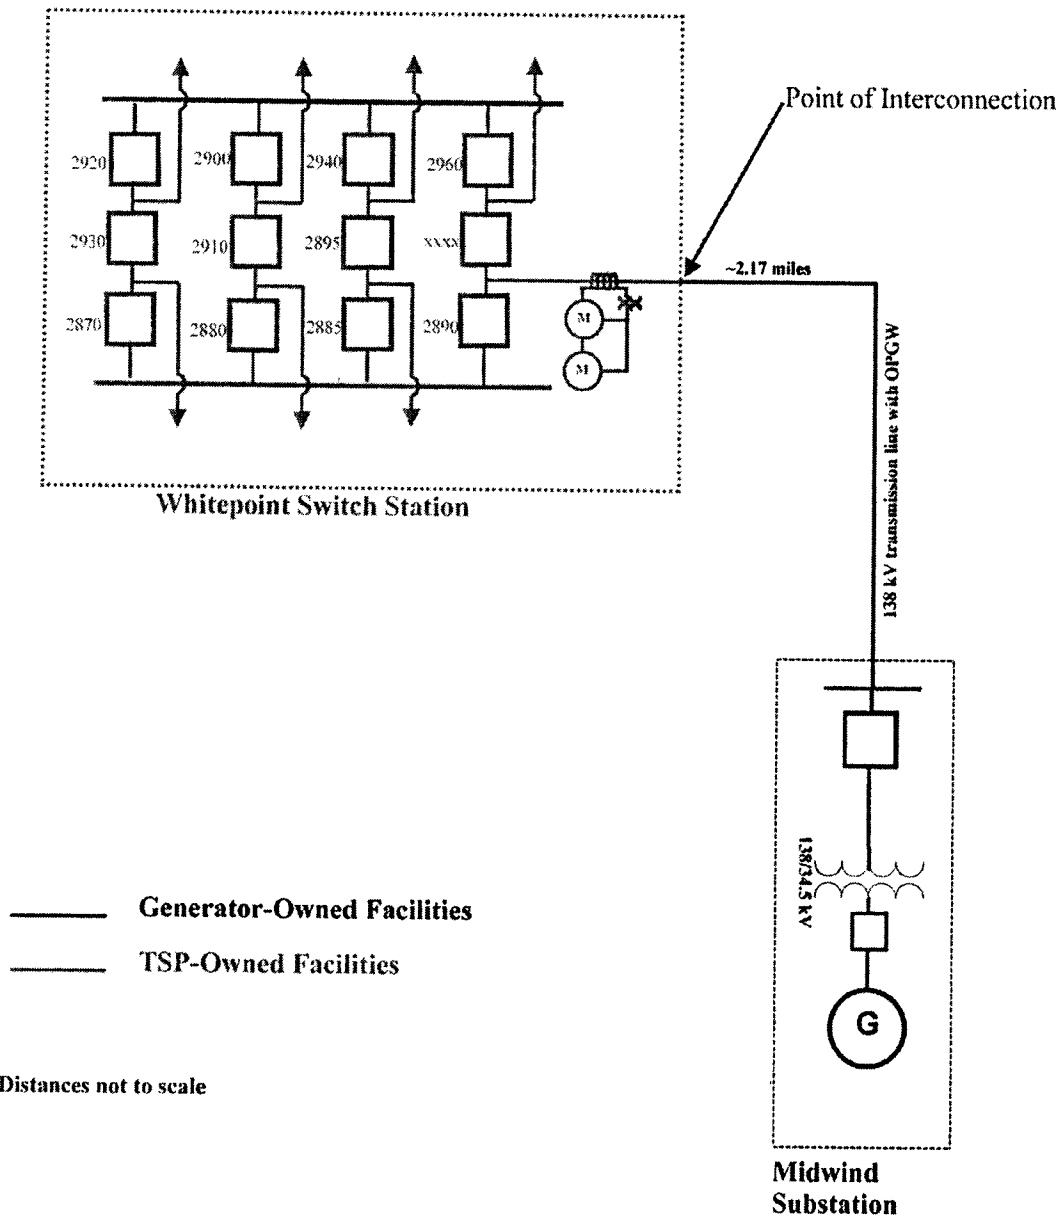 Point of Interconnection
2920
2900
2940
2960
2930
2910
2895
xxxx
2870
2880
2885
2890
M
M
~2.17 miles
138 kV transmission line with OPGW
Whitepoint Switch Station
138/34.5 kV
G
Generator-Owned Facilities
TSP-Owned Facilities
Distances not to scale
Midwind
Substation